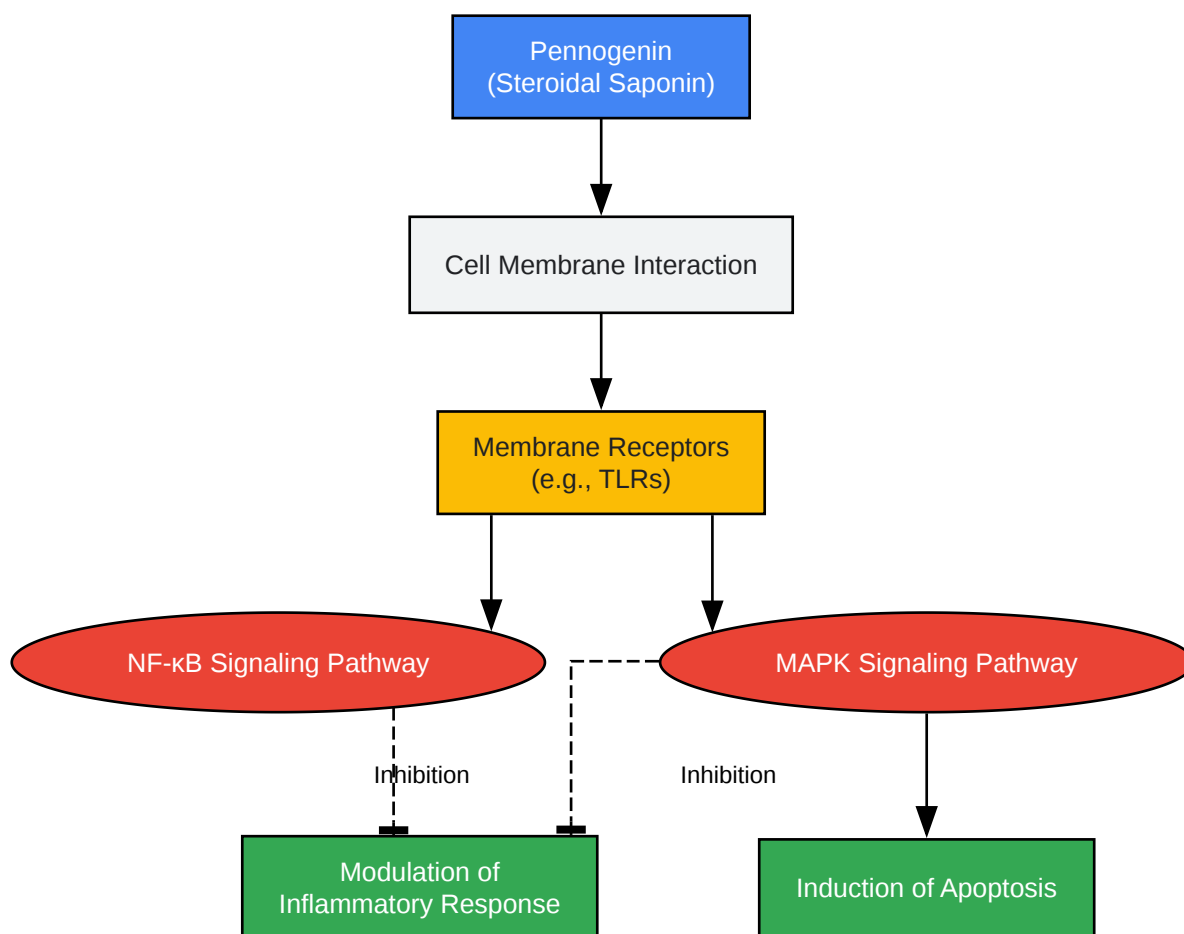 Pennogenin
(Steroidal Saponin)
Cell Membrane Interaction
Membrane Receptors
(e.g., TLRs)
NF-κB Signaling Pathway
MAPK Signaling Pathway
Inhibition
Inhibition
Modulation of
Inflammatory Response
Induction of Apoptosis